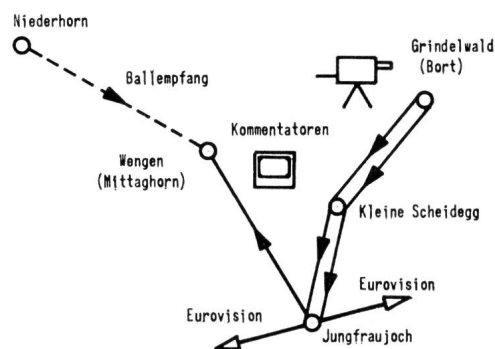 Niederhorn
Grindelwald
(Bort)
Ballempfang
Kommentatoren
Wengen
(Mittaghorn)
Kleine Scheidegg
Eurovision
Eurovision
Jungfraujoch